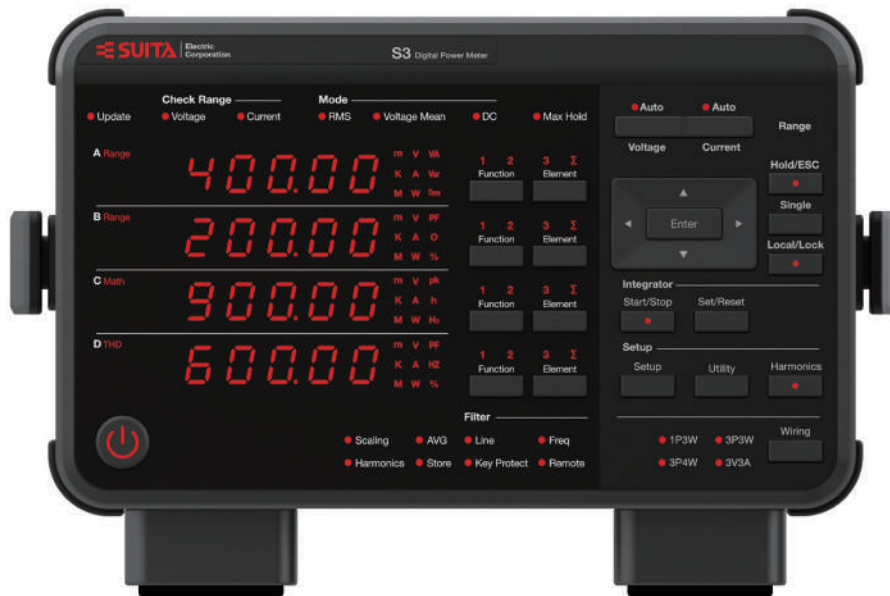 SUITA Electric Corporation
S3 Digital Power Meter
Check Range Mode
Update Voltage Current RMS Voltage Mean DC Max Hold
Auto Auto
Voltage Current Range
A Range 400.00 m V VA
K A Var
M W
1 2 3 Σ
Function Element
B Range 200.00 m V PF
K A O
M W %
1 2 3 Σ
Function Element
C Math 900.00 m V pk
K A h
M W Hz
1 2 3 Σ
Function Element
D THD 600.00 m V PF
K A HZ
M W %
1 2 3 Σ
Function Element
Hold/ESC
Enter
Single
Local/Lock
Integrator
Start/Stop Set/Reset
Setup
Setup Utility Harmonics
Filter
Scaling AVG Line Freq
Harmonics Store Key Protect Remote
1P3W 3P3W
3P4W 3V3A
Wiring